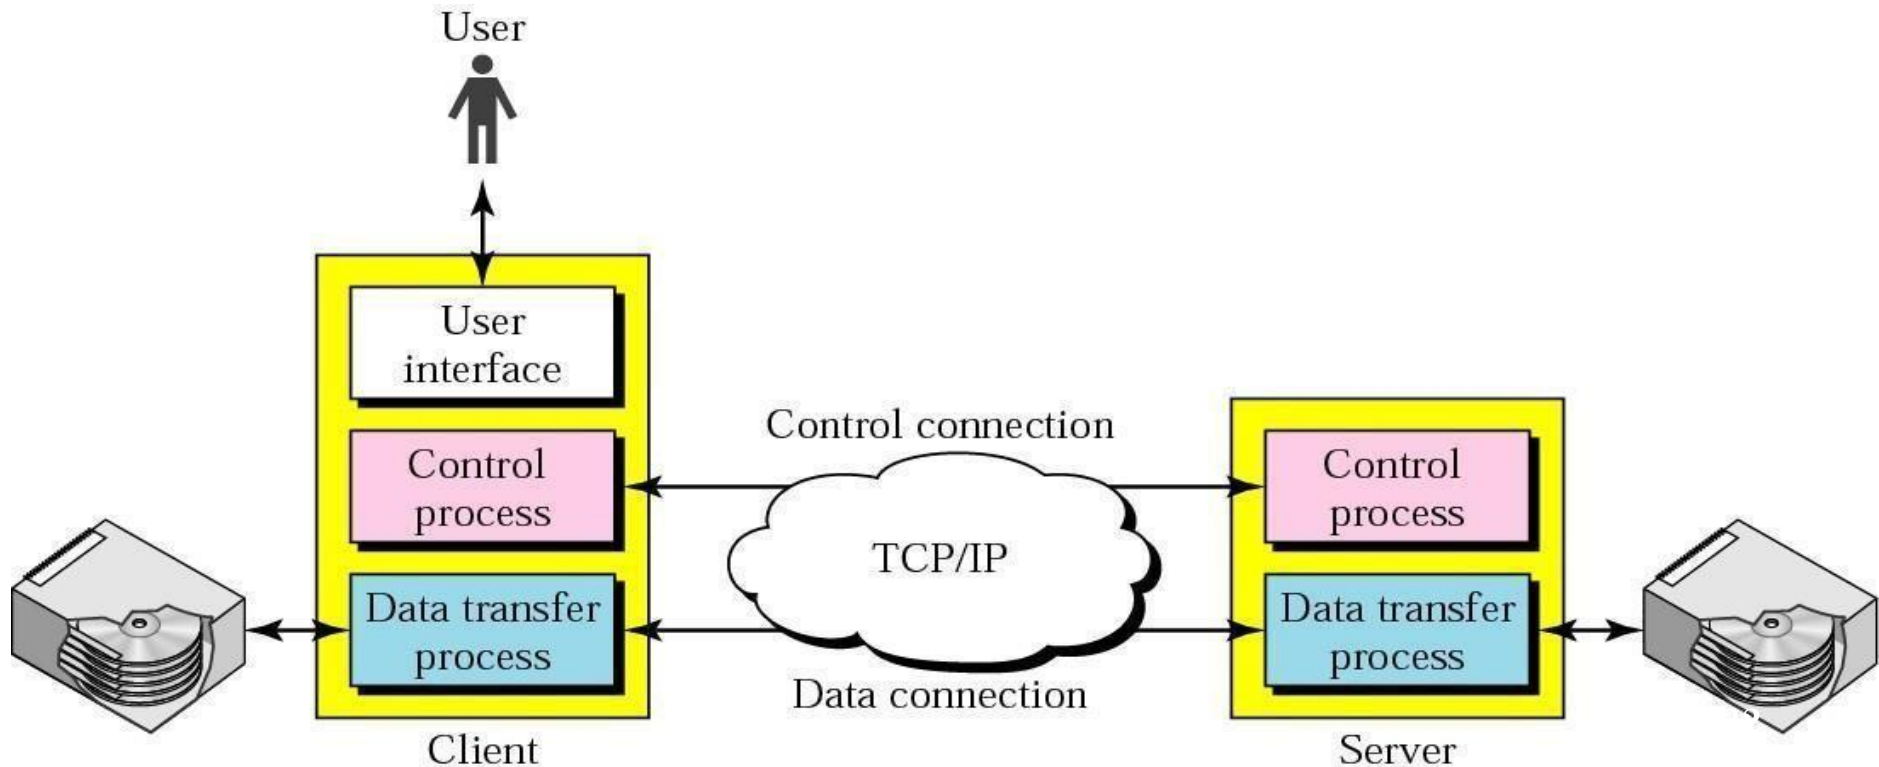 User
User
interface
Control connection
Control
process
Control
process
TCP/IP
Data transfer
process
Data transfer
process
Data connection
Client
Server